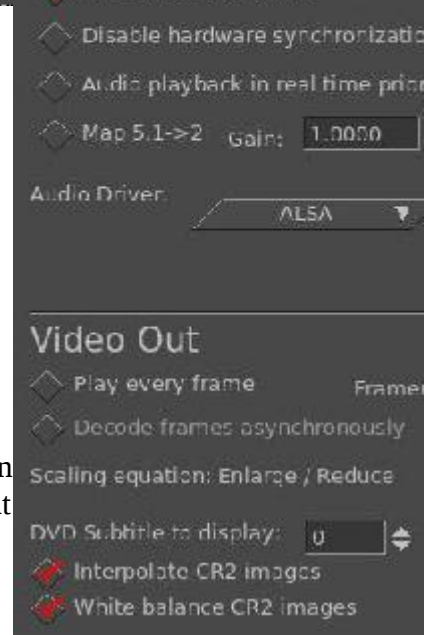 Disable hardware synchronizatio
Audio playback in real time prior
Map 5.1->2 Gain: 1.0000
Audio Driver:
ALSA
Video Out
Play every frame Framer
Decode frames asynchronously
n
Scaling equation: Enlarge / Reduce
t
DVD Subtitle to display: 0
Interpolate CR2 images
White balance CR2 images